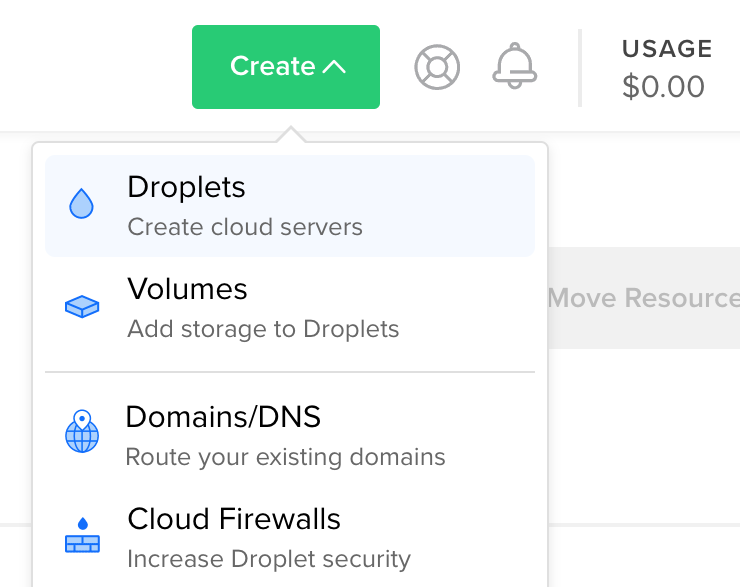 Create
USAGE
$0.00
Droplets
Create cloud servers
Volumes
Add storage to Droplets
Move Resource
Domains/DNS
Route your existing domains
Cloud Firewalls
Increase Droplet security